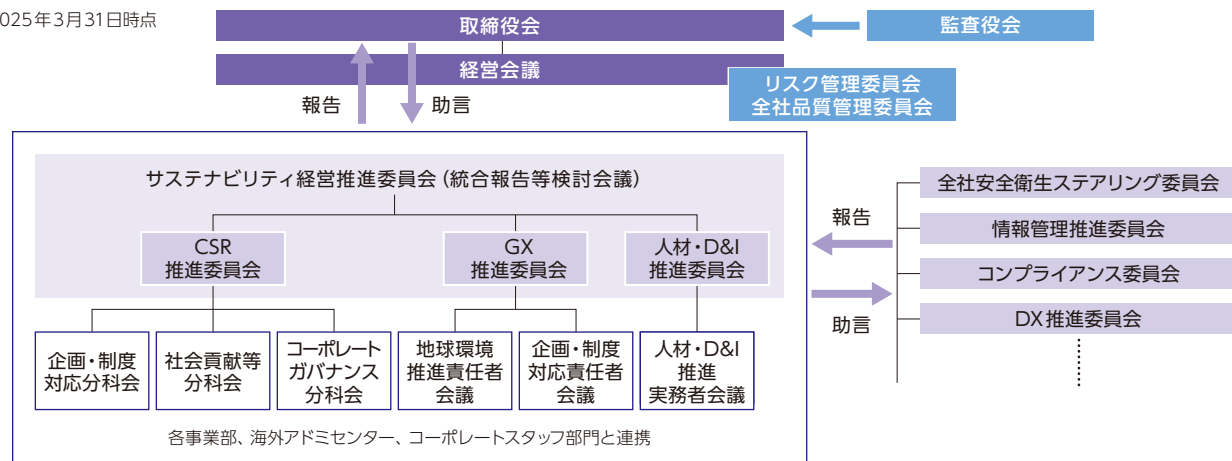 025年3月31日時点
取締役会
監査役会
経営会議
リスク管理委員会
全社品質管理委員会
報告
助言
サステナビリティ経営推進委員会（統合報告等検討会議）
CSR
推進委員会
GX
推進委員会
人材・D&I
推進委員会
企画・制度
対応分科会
社会貢献等
分科会
コーポレート
ガバナンス
分科会
地球環境
推進責任者
会議
企画・制度
対応責任者
会議
人材・D&I
推進
実務者会議
各事業部、海外アドミセンター、コーポレートスタッフ部門と連携
報告
助言
全社安全衛生ステアリング委員会
情報管理推進委員会
コンプライアンス委員会
DX推進委員会